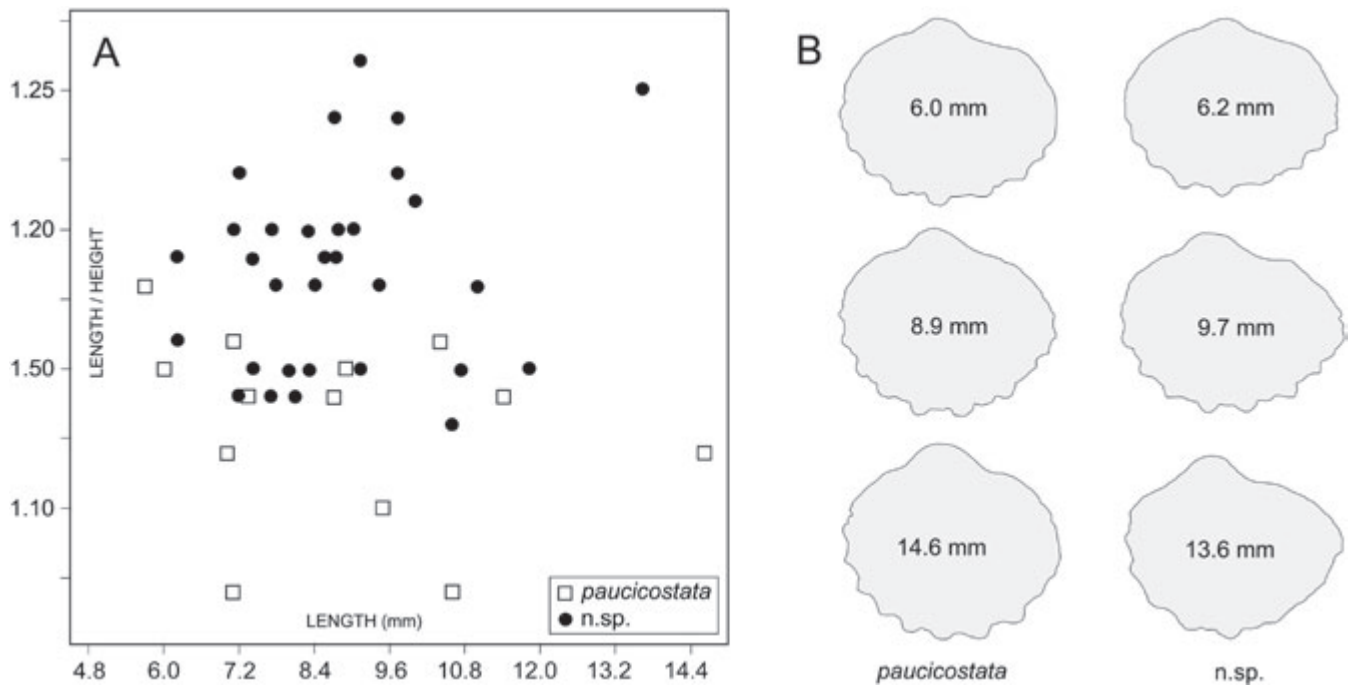 A
1.25
1.20
1.50
1.10
LENGTH / HEIGHT
LENGTH (mm)
paucicostata
n.sp.
4.8 6.0 7.2 8.4 9.6 10.8 12.0 13.2 14.4
B
6.0 mm 6.2 mm
8.9 mm 9.7 mm
14.6 mm 13.6 mm
paucicostata n.sp.